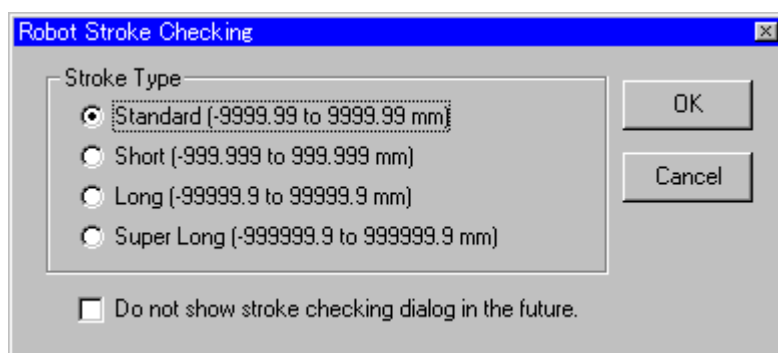 Robot Stroke Checking
Stroke Type
Standard (-9999.99 to 9999.99 mm)
Short (-999.999 to 999.999 mm)
Long (-99999.9 to 99999.9 mm)
Super Long (-999999.9 to 999999.9 mm)
OK
Cancel
Do not show stroke checking dialog in the future.